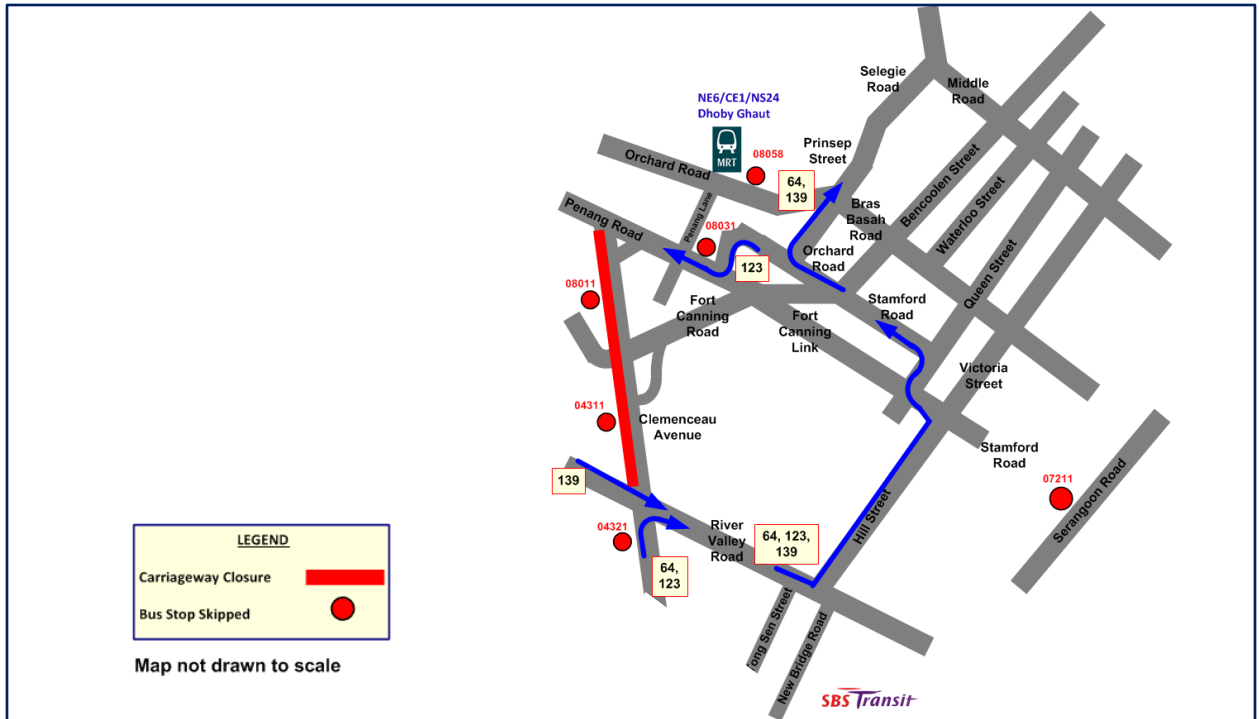 Selegie
Road
Middle
Road
NE6/CE1/NS24
Dhoby Ghaut
MRT
08058
Prinsep
Street
Orchard Road
64,
139
Bencoolen Street
Waterloo Street
Penang Road
Penang Lane
08031
Bras
Basah
Road
Orchard
Road
123
Queen Street
08011
Fort
Canning
Road
Fort
Canning
Link
Stamford
Road
Victoria
Street
04311
Clemenceau
Avenue
Stamford
Road
139
07211
Serangoon Road
04321
River
Valley
Road
64, 123,
139
Hill Street
64,
123
ong Sen Street
New Bridge Road
LEGEND
Carriageway Closure
Bus Stop Skipped
Map not drawn to scale
SBS Transit